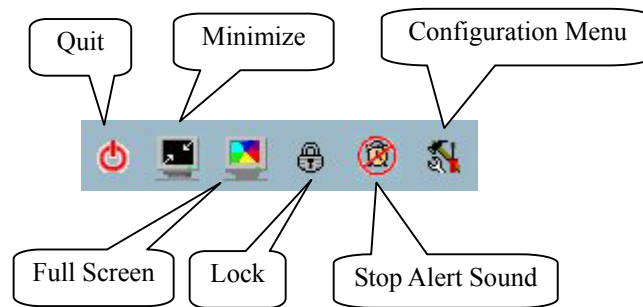 Quit
Minimize
Configuration Menu
Full Screen
Lock
Stop Alert Sound